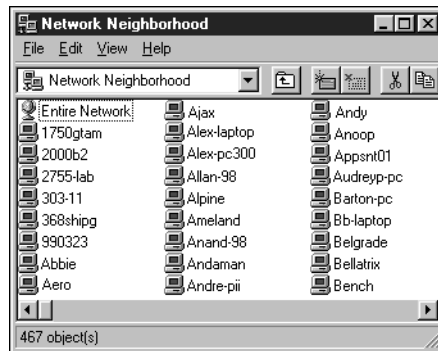 Network Neighborhood
File Edit View Help
Network Neighborhood
Entire Network
1750gtam
2000b2
2755-lab
303-11
368shipg
990323
Abbie
Aero
Ajax
Alex-laptop
Alex-pc300
Allan-98
Alpine
Ameland
Anand-98
Andaman
Andre-pii
Andy
Anoop
Appsnt01
Audreyp-pc
Barton-pc
Bb-laptop
Belgrade
Bellatrix
Bench
467 object(s)